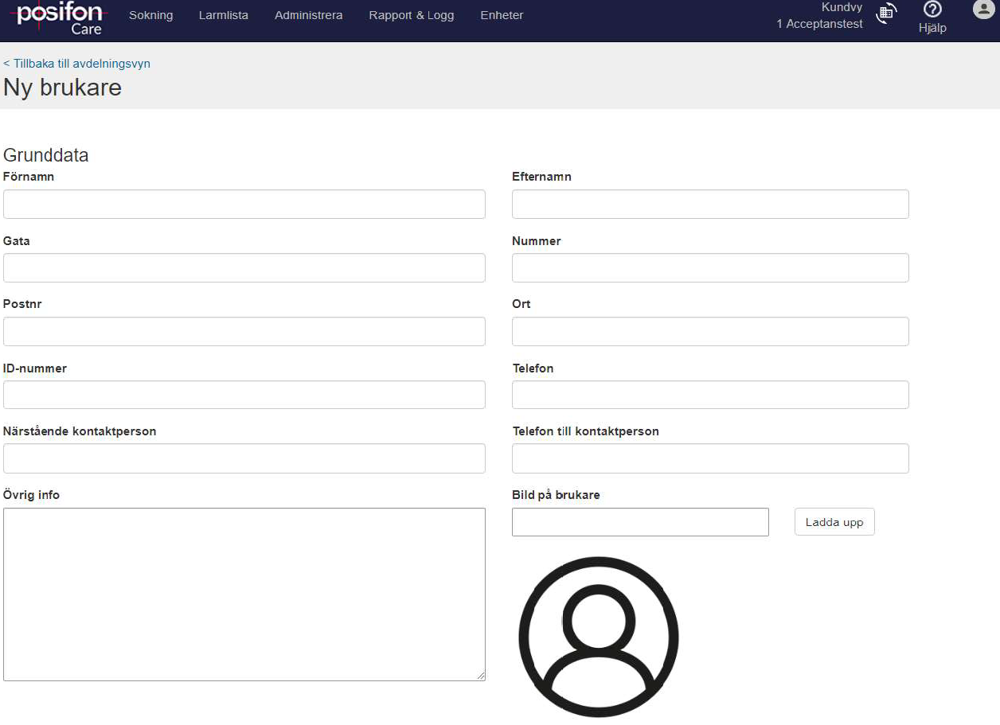 posifon
Care
Sokning Larmlista Administrera Rapport & Logg Enheter
Kundvy
1 Acceptanstest
Hjälp
< Tillbaka till avdelningsvyn
Ny brukare
Grunddata
Förnamn Efternamn
Gata Nummer
Postnr Ort
ID-nummer Telefon
Närstående kontaktperson Telefon till kontaktperson
Övrig info Bild på brukare
Ladda upp